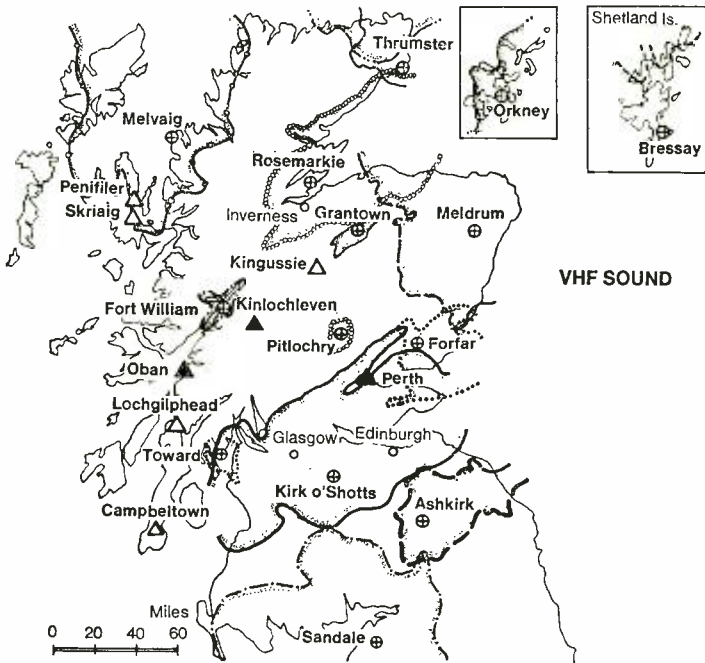 Shetland Is.
Thrumster
Orkney
Melvaig
Bressay
Rosemarkie
Penifiler
Skriaig
Inverness
Grantown
Meldrum
Kingussie
VHF SOUND
Fort William
Kinlochleven
Pitlochry
Forfar
Oban
Perth
Lochgilphead
Toward
Glasgow
Edinburgh
Kirk o'Shotts
Campbeltown
Ashkirk
Miles
0 20 40 60
Sandale